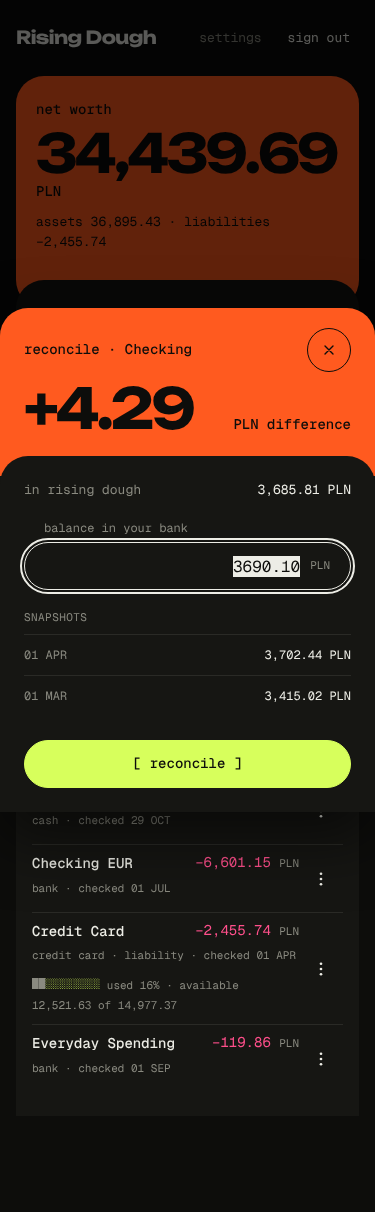 Rising Dough settings sign out
net worth
34,439.69
PLN
assets 36,895.43 · liabilities
−2,455.74
reconcile · Checking ×
+4.29 PLN difference
in rising dough 3,685.81 PLN
balance in your bank
3690.10 PLN
SNAPSHOTS
01 APR 3,702.44 PLN
01 MAR 3,415.02 PLN
[ reconcile ]
cash · checked 29 OCT
Checking EUR −6,601.15 PLN
bank · checked 01 JUL
Credit Card −2,455.74 PLN
credit card · liability · checked 01 APR
██░░░░░░░░ used 16% · available
12,521.63 of 14,977.37
Everyday Spending −119.86 PLN
bank · checked 01 SEP